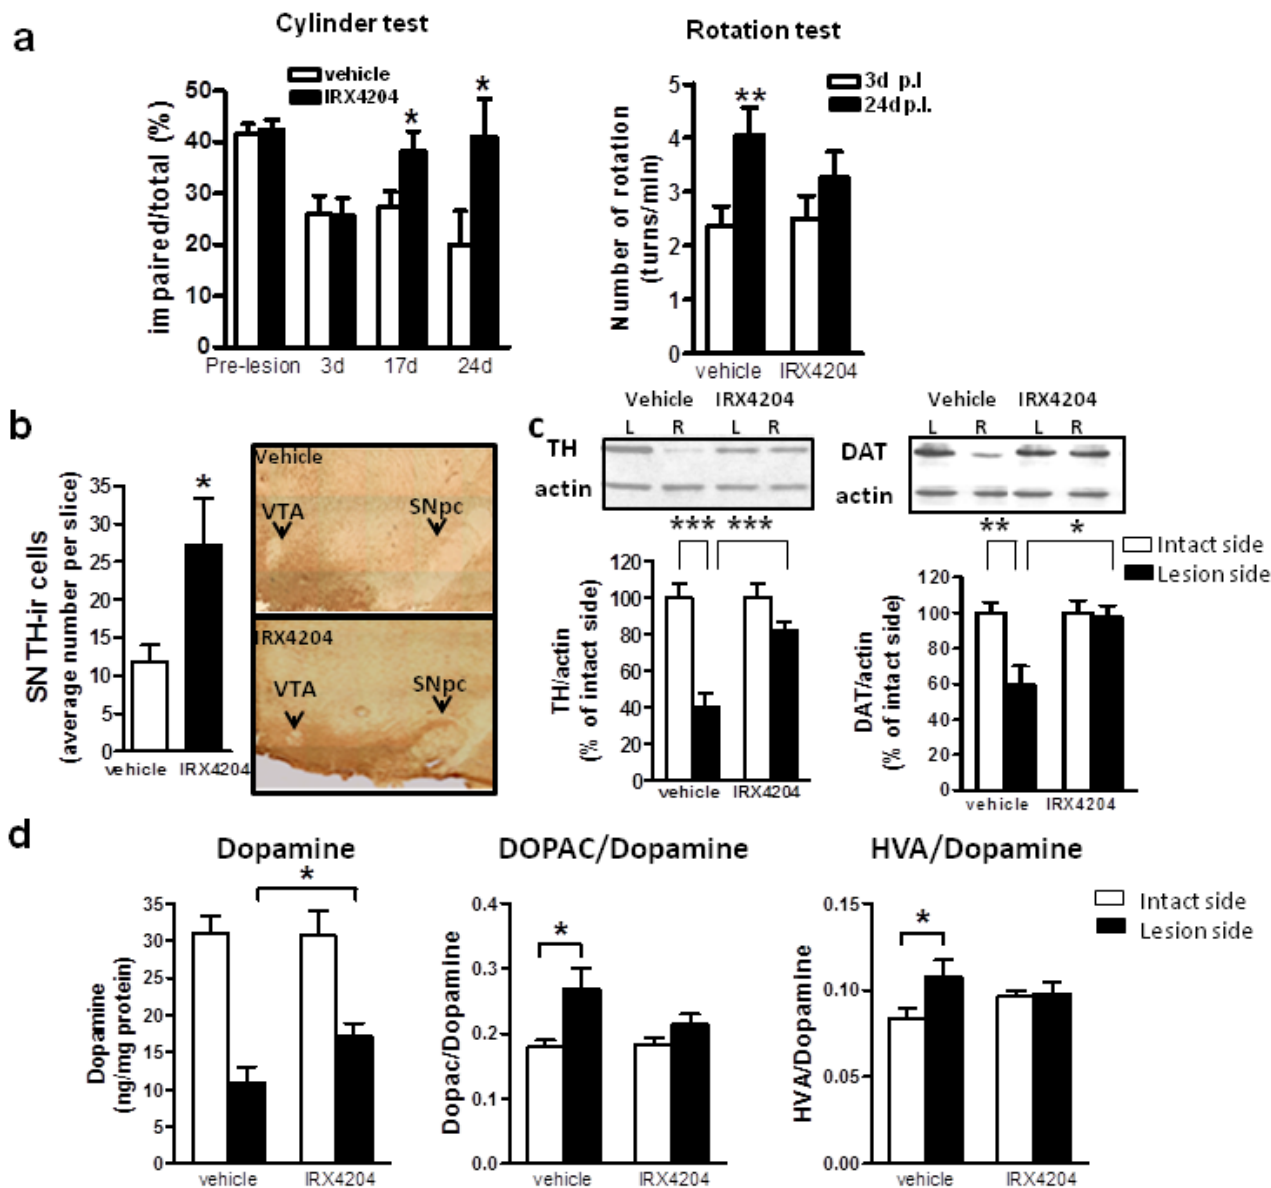 a
Cylinder test
vehicle
IRX4204
impaired/total (%)
50
40
30
20
10
0
*
*
Pre-lesion 3d 17d 24d
Rotation test
3d p.l
24dp.l.
Number of rotation
(turns/min)
5
4
3
2
1
0
**
vehicle IRX4204
b
SN TH-ir cells
(average number per slice)
35
30
25
20
15
10
5
0
*
vehicle IRX4204
Vehicle
VTA
SNpc
IRX4204
VTA
SNpc
c
Vehicle IRX4204
L R L R
TH
actin
*** ***
TH/actin
(% of intact side)
120
100
80
60
40
20
0
vehicle IRX4204
Vehicle IRX4204
L R L R
DAT
actin
** *
Intact side
Lesion side
DAT/actin
(% of intact side)
120
100
80
60
40
20
0
vehicle IRX4204
d
Dopamine
*
Dopamine
(ng/mg protein)
35
30
25
20
15
10
5
0
vehicle IRX4204
DOPAC/Dopamine
*
Dopac/Dopamine
0.4
0.3
0.2
0.1
0.0
vehicle IRX4204
HVA/Dopamine
*
HVA/Dopamine
0.15
0.10
0.05
0.00
vehicle IRX4204
Intact side
Lesion side